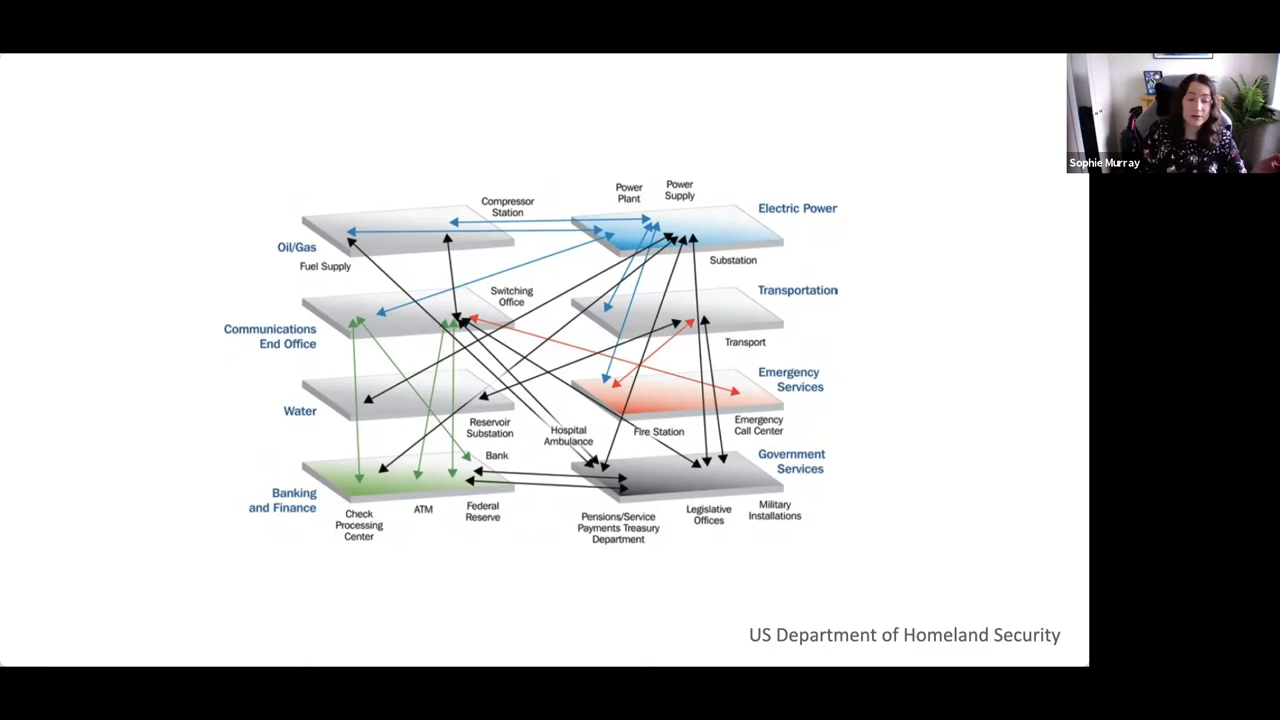 Sophie Murray
Compressor
Station
Power
Plant
Power
Supply
Electric Power
Oil/Gas
Fuel Supply
Substation
Switching
Office
Transportation
Communications
End Office
Transport
Emergency
Services
Water
Reservoir
Substation
Hospital
Ambulance
Fire Station
Emergency
Call Center
Bank
Government
Services
Banking
and Finance
Check
Processing
Center
ATM
Federal
Reserve
Pensions/Service
Payments Treasury
Department
Legislative
Offices
Military
Installations
US Department of Homeland Security